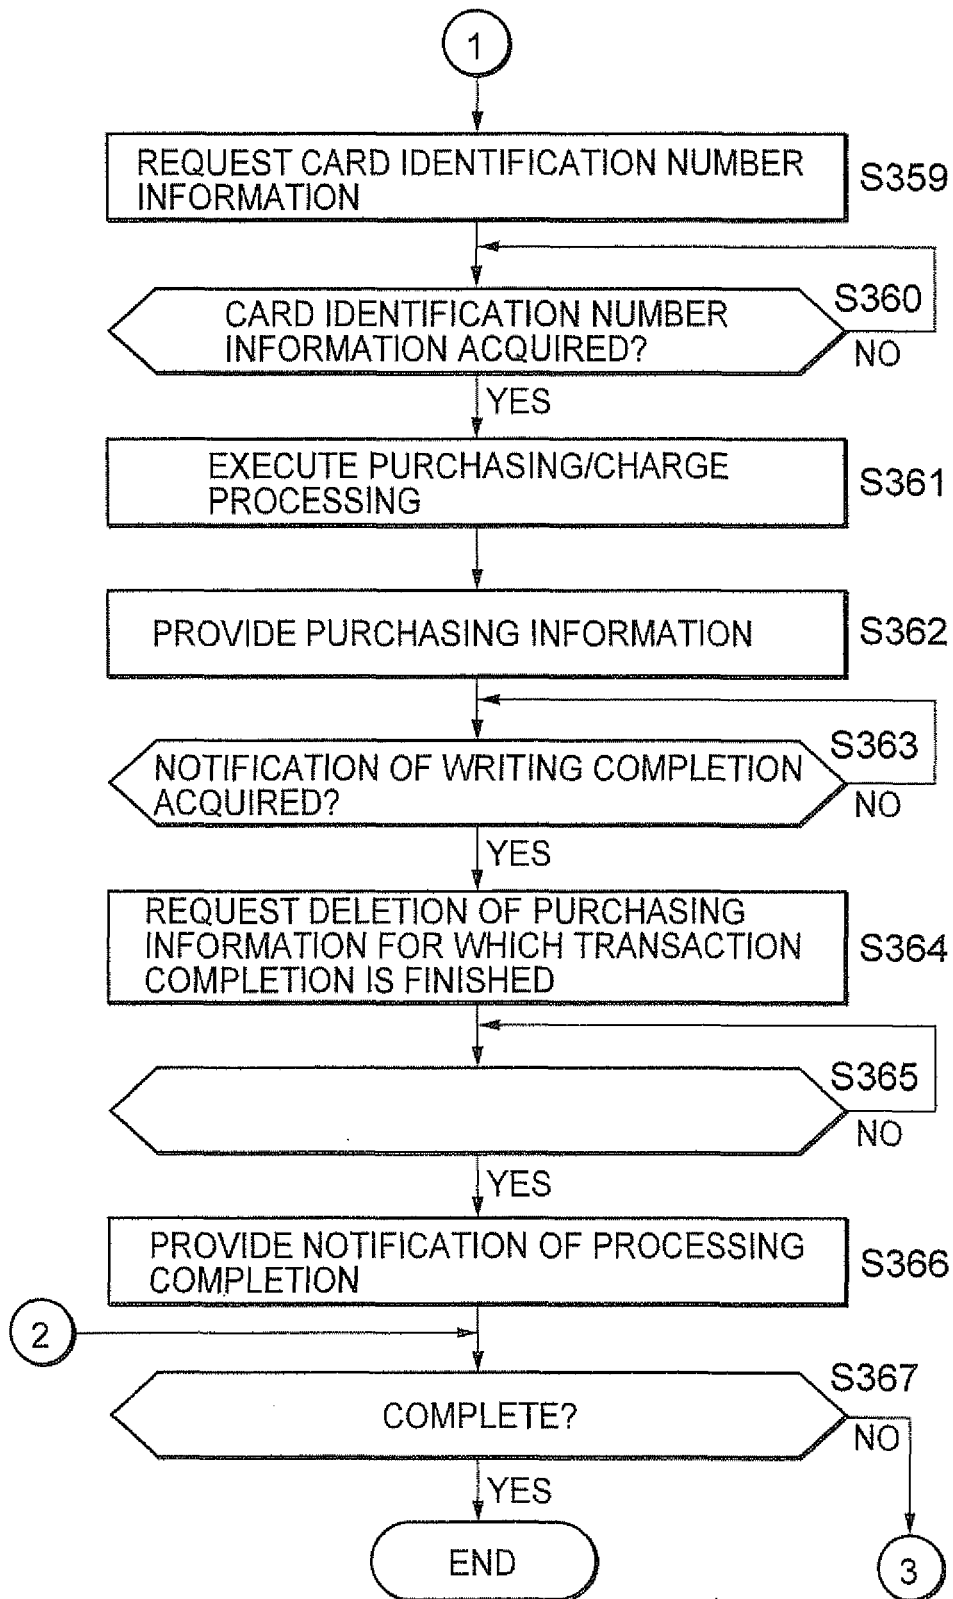 1
REQUEST CARD IDENTIFICATION NUMBER
INFORMATION
S359
S360
CARD IDENTIFICATION NUMBER
INFORMATION ACQUIRED?
NO
YES
EXECUTE PURCHASING/CHARGE
PROCESSING
S361
PROVIDE PURCHASING INFORMATION
S362
S363
NOTIFICATION OF WRITING COMPLETION
ACQUIRED?
NO
YES
REQUEST DELETION OF PURCHASING
INFORMATION FOR WHICH TRANSACTION
COMPLETION IS FINISHED
S364
S365
NO
YES
PROVIDE NOTIFICATION OF PROCESSING
COMPLETION
S366
2
S367
COMPLETE?
NO
YES
END
3